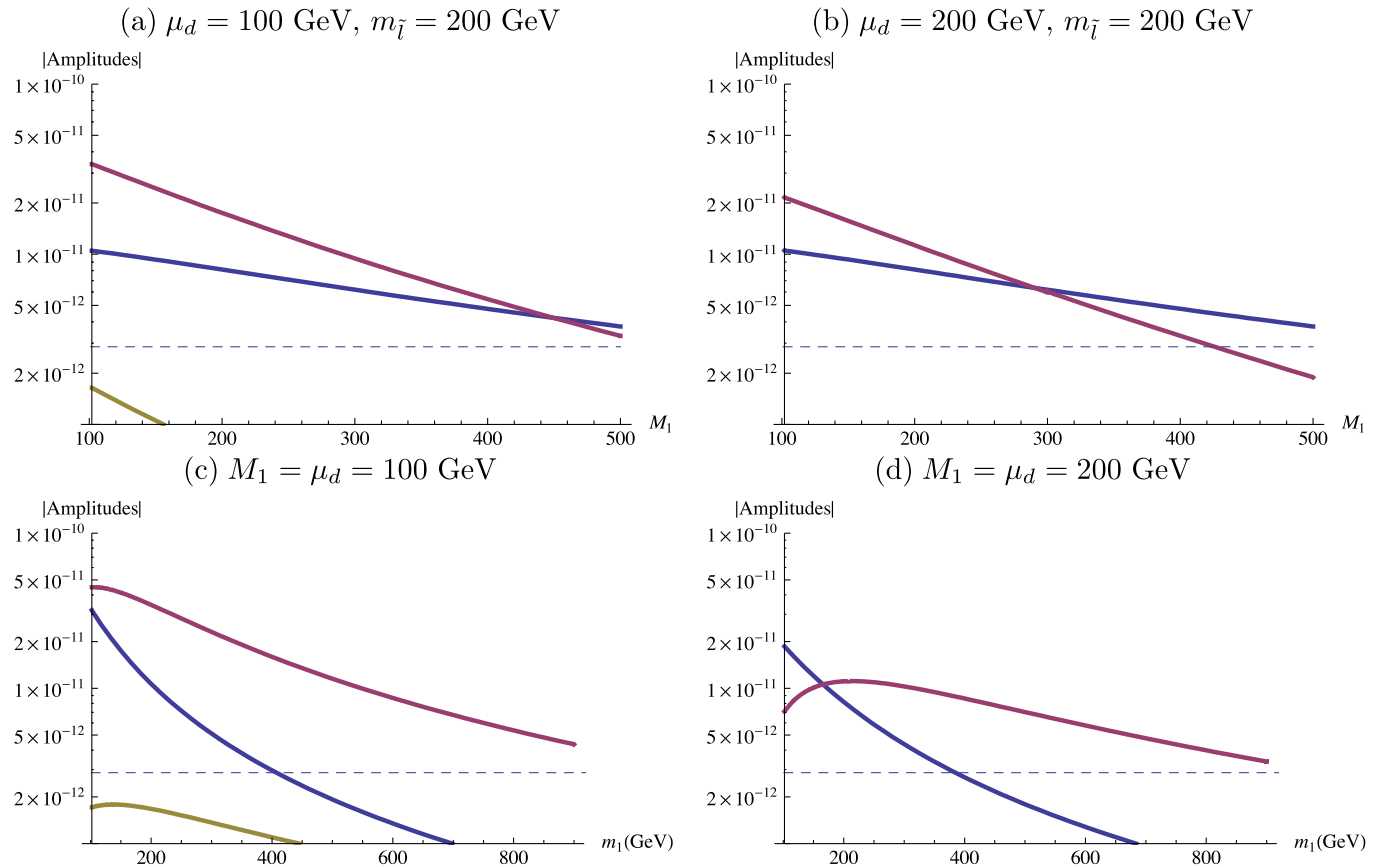 (a) μ_d = 100 GeV, m_l̃ = 200 GeV
|Amplitudes|
1×10⁻¹⁰
5×10⁻¹¹
2×10⁻¹¹
1×10⁻¹¹
5×10⁻¹²
2×10⁻¹²
100 200 300 400 500 M₁
(b) μ_d = 200 GeV, m_l̃ = 200 GeV
|Amplitudes|
1×10⁻¹⁰
5×10⁻¹¹
2×10⁻¹¹
1×10⁻¹¹
5×10⁻¹²
2×10⁻¹²
100 200 300 400 500 M₁
(c) M₁ = μ_d = 100 GeV
|Amplitudes|
1×10⁻¹⁰
5×10⁻¹¹
2×10⁻¹¹
1×10⁻¹¹
5×10⁻¹²
2×10⁻¹²
200 400 600 800 m₁(GeV)
(d) M₁ = μ_d = 200 GeV
|Amplitudes|
1×10⁻¹⁰
5×10⁻¹¹
2×10⁻¹¹
1×10⁻¹¹
5×10⁻¹²
2×10⁻¹²
200 400 600 800 m₁(GeV)